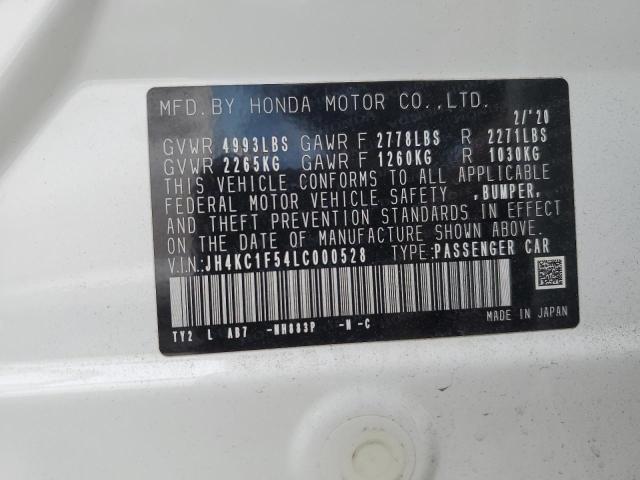 MFD. BY HONDA MOTOR CO.,LTD. 2/'20
GVWR 4993LBS GAWR F 2778LBS R 2271LBS
GVWR 2265KG GAWR F 1260KG R 1030KG
THIS VEHICLE CONFORMS TO ALL APPLICABLE
FEDERAL MOTOR VEHICLE SAFETY ,BUMPER,
AND THEFT PREVENTION STANDARDS IN EFFECT
ON THE DATE OF MANUFACTURE SHOWN ABOVE.
V.I.N:JH4KC1F54LC000528 TYPE:PASSENGER CAR
TY2 L AB7 -NH883P -N -C
MADE IN JAPAN